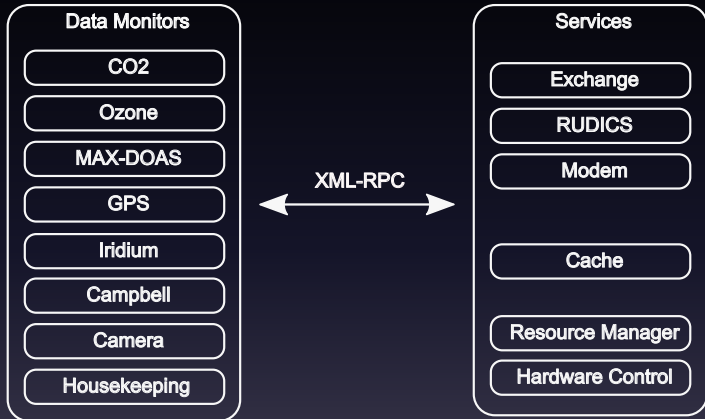 Data Monitors
CO2
Ozone
MAX-DOAS
GPS
Iridium
Campbell
Camera
Housekeeping
XML-RPC
Services
Exchange
RUDICS
Modem
Cache
Resource Manager
Hardware Control